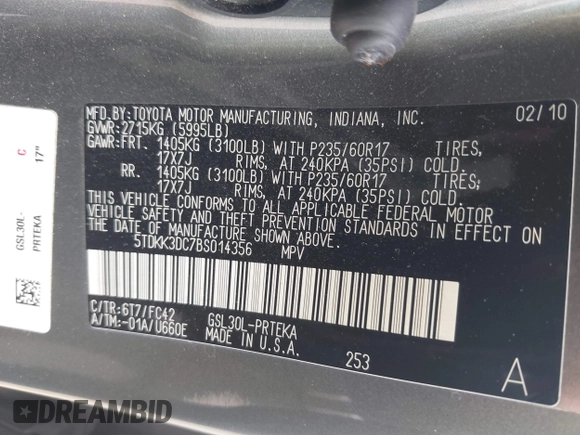 MFD.BY:TOYOTA MOTOR MANUFACTURING, INDIANA, INC. 02/10
GVWR:2715KG (5995LB)
GAWR:FRT. 1405KG (3100LB) WITH P235/60R17 TIRES,
17X7J RIMS, AT 240KPA (35PSI) COLD.
RR. 1405KG (3100LB) WITH P235/60R17 TIRES;
17X7J RIMS, AT 240KPA (35PSI) COLD.
THIS VEHICLE CONFORMS TO ALL APPLICABLE FEDERAL MOTOR
VEHICLE SAFETY AND THEFT PREVENTION STANDARDS IN EFFECT ON
THE DATE OF MANUFACTURE SHOWN ABOVE.
5TDKK3DC7BS014356 MPV
C/TR:6T7/FC42 GSL30L-PRTEKA
A/TM:-01A/U660E MADE IN U.S.A.
253
A
GSL30L-
PRTEKA
C
17"
DREAMBID